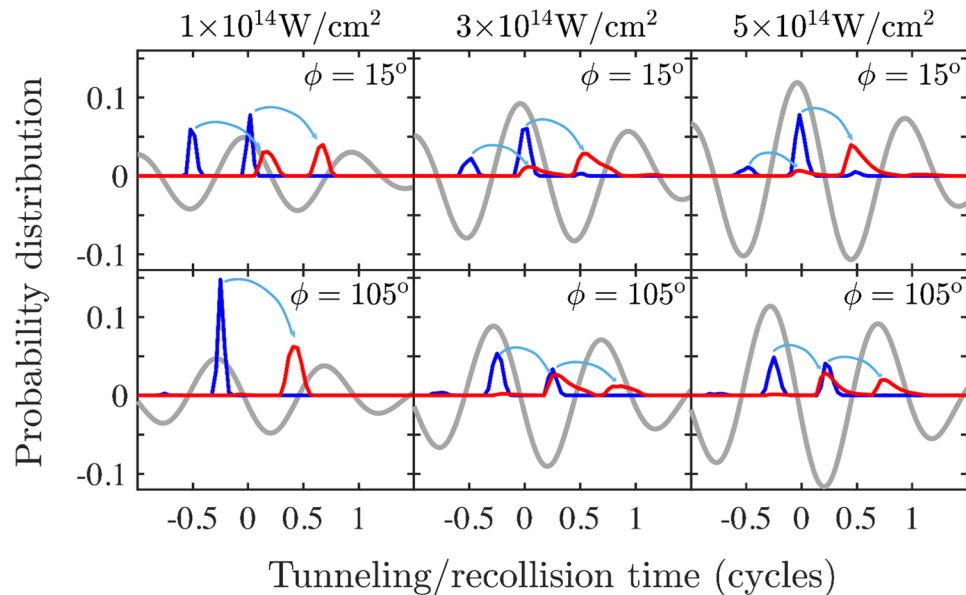 1×10¹⁴W/cm² 3×10¹⁴W/cm² 5×10¹⁴W/cm²
ϕ = 15° ϕ = 15° ϕ = 15°
0.1
0
-0.1
ϕ = 105° ϕ = 105° ϕ = 105°
0.1
0
-0.1
Probability distribution
-0.5 0 0.5 1 -0.5 0 0.5 1 -0.5 0 0.5 1
Tunneling/recollision time (cycles)